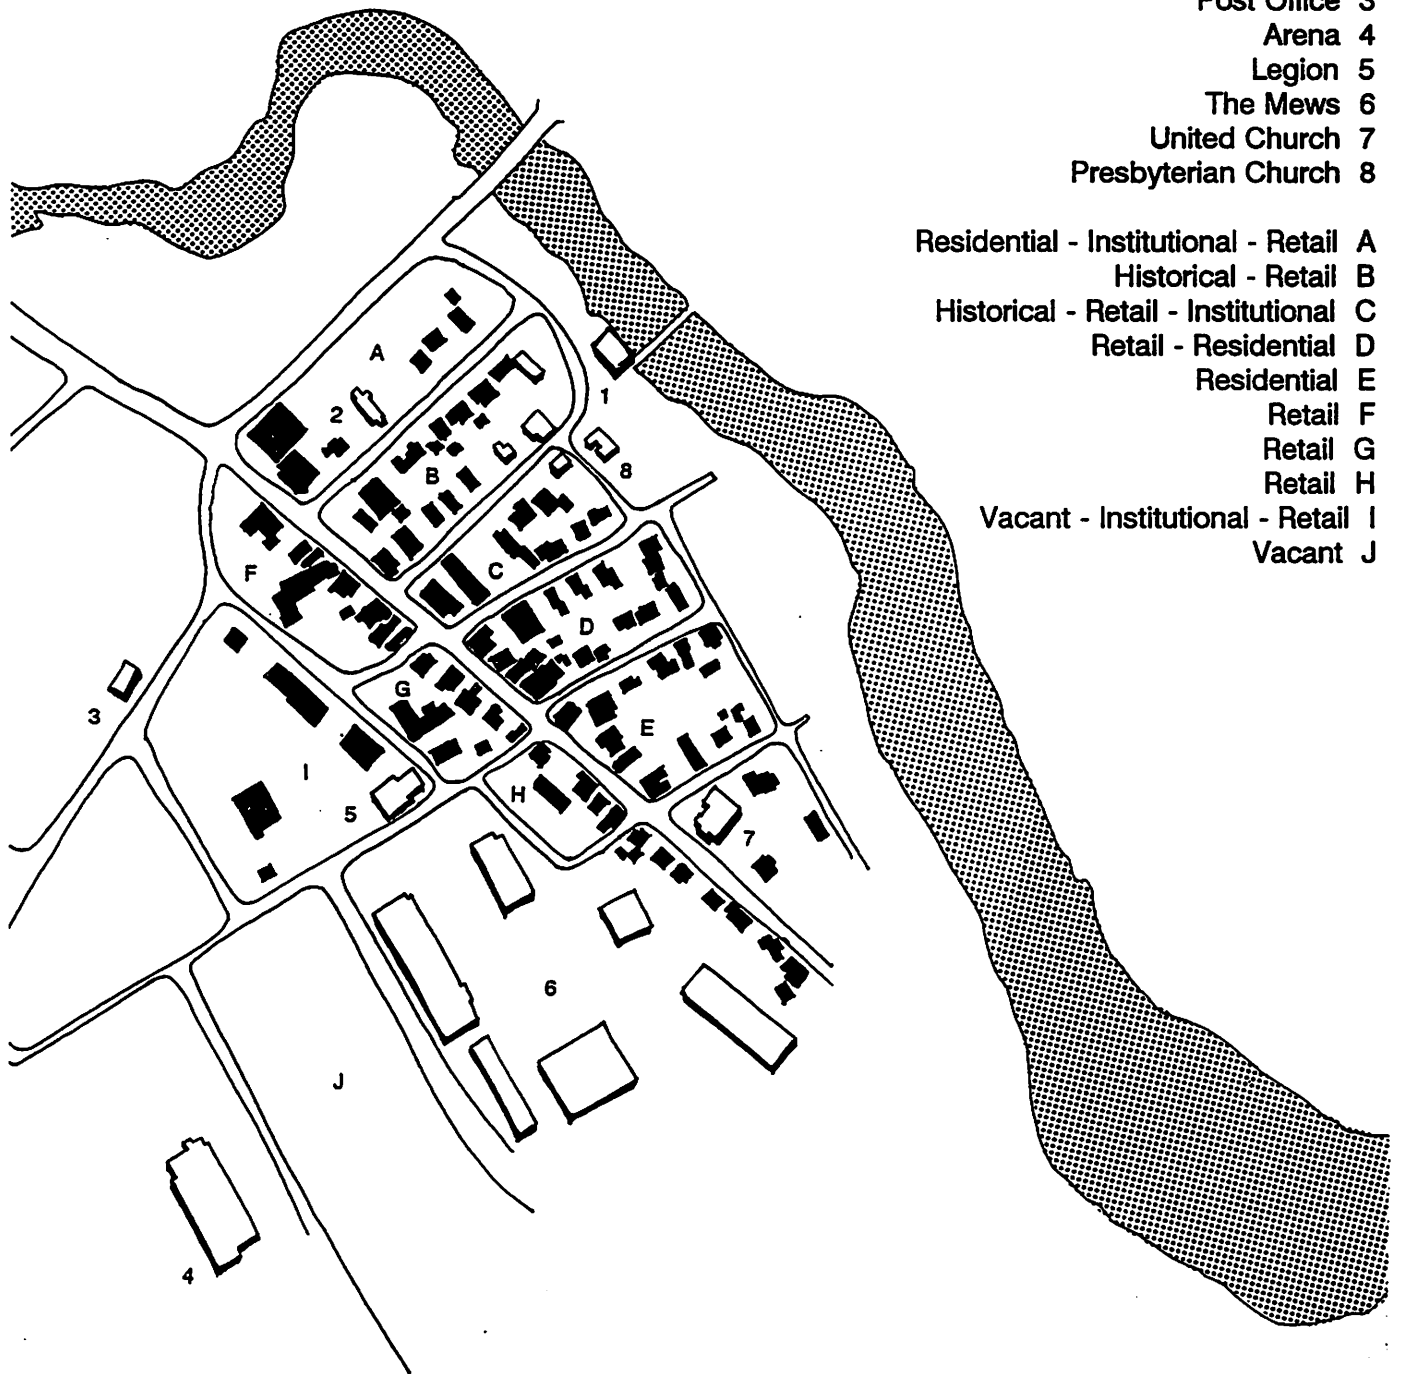 Post Office 3
Arena 4
Legion 5
The Mews 6
United Church 7
Presbyterian Church 8
Residential - Institutional - Retail A
Historical - Retail B
Historical - Retail - Institutional C
Retail - Residential D
Residential E
Retail F
Retail G
Retail H
Vacant - Institutional - Retail I
Vacant J
A
2
1
B
8
C
F
D
G
3
E
I
H
5
7
6
J
4